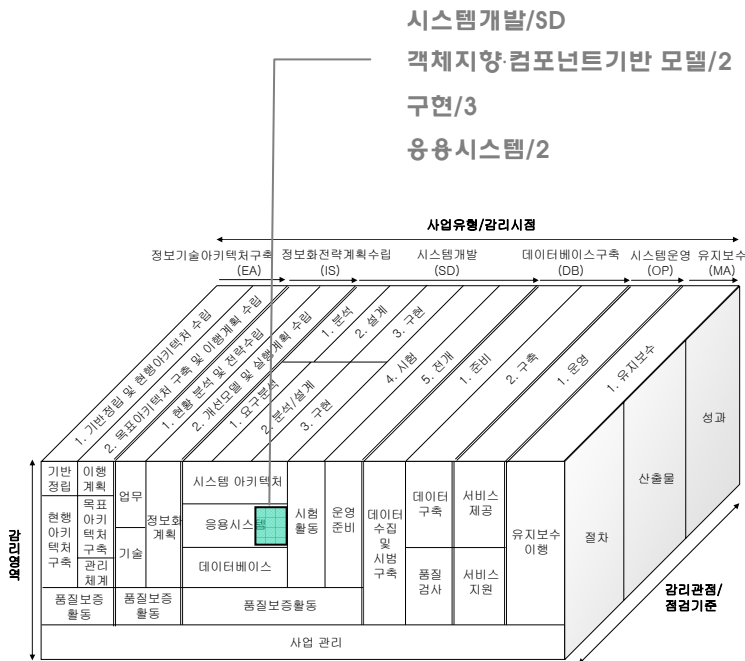 시스템개발/SD
객체지향·컴포넌트기반 모델/2
구현/3
응용시스템/2
사업유형/감리시점
정보기술아키텍처구축
(EA)
정보화전략계획수립
(IS)
시스템개발
(SD)
데이터베이스구축
(DB)
시스템운영
(OP)
유지보수
(MA)
1. 기반정립 및 현행아키텍처 수립
2. 목표아키텍처 구축 및 이행계획 수립
1. 현황 분석 및 전략수립
2. 개선모델 및 실행계획 수립
1. 분석
2. 설계
3. 구현
1. 요구분석
2. 분석/설계
3. 구현
4. 시험
5. 전개
1. 준비
2. 구축
1. 운영
1. 유지보수
기반
정립
이행
계획
현행
아키
텍처
구축
목표
아키
텍처
구축
관리
체계
품질보증
활동
업무
기술
정보화
계획
품질보증
활동
시스템 아키텍처
응용시스템
데이터베이스
시험
활동
운영
준비
품질보증활동
데이터
수집
및
시범
구축
데이터
구축
품질
검사
서비스
제공
서비스
지원
유지보수
이행
사업 관리
절차
산출물
성과
감리영역
감리관점/
점검기준